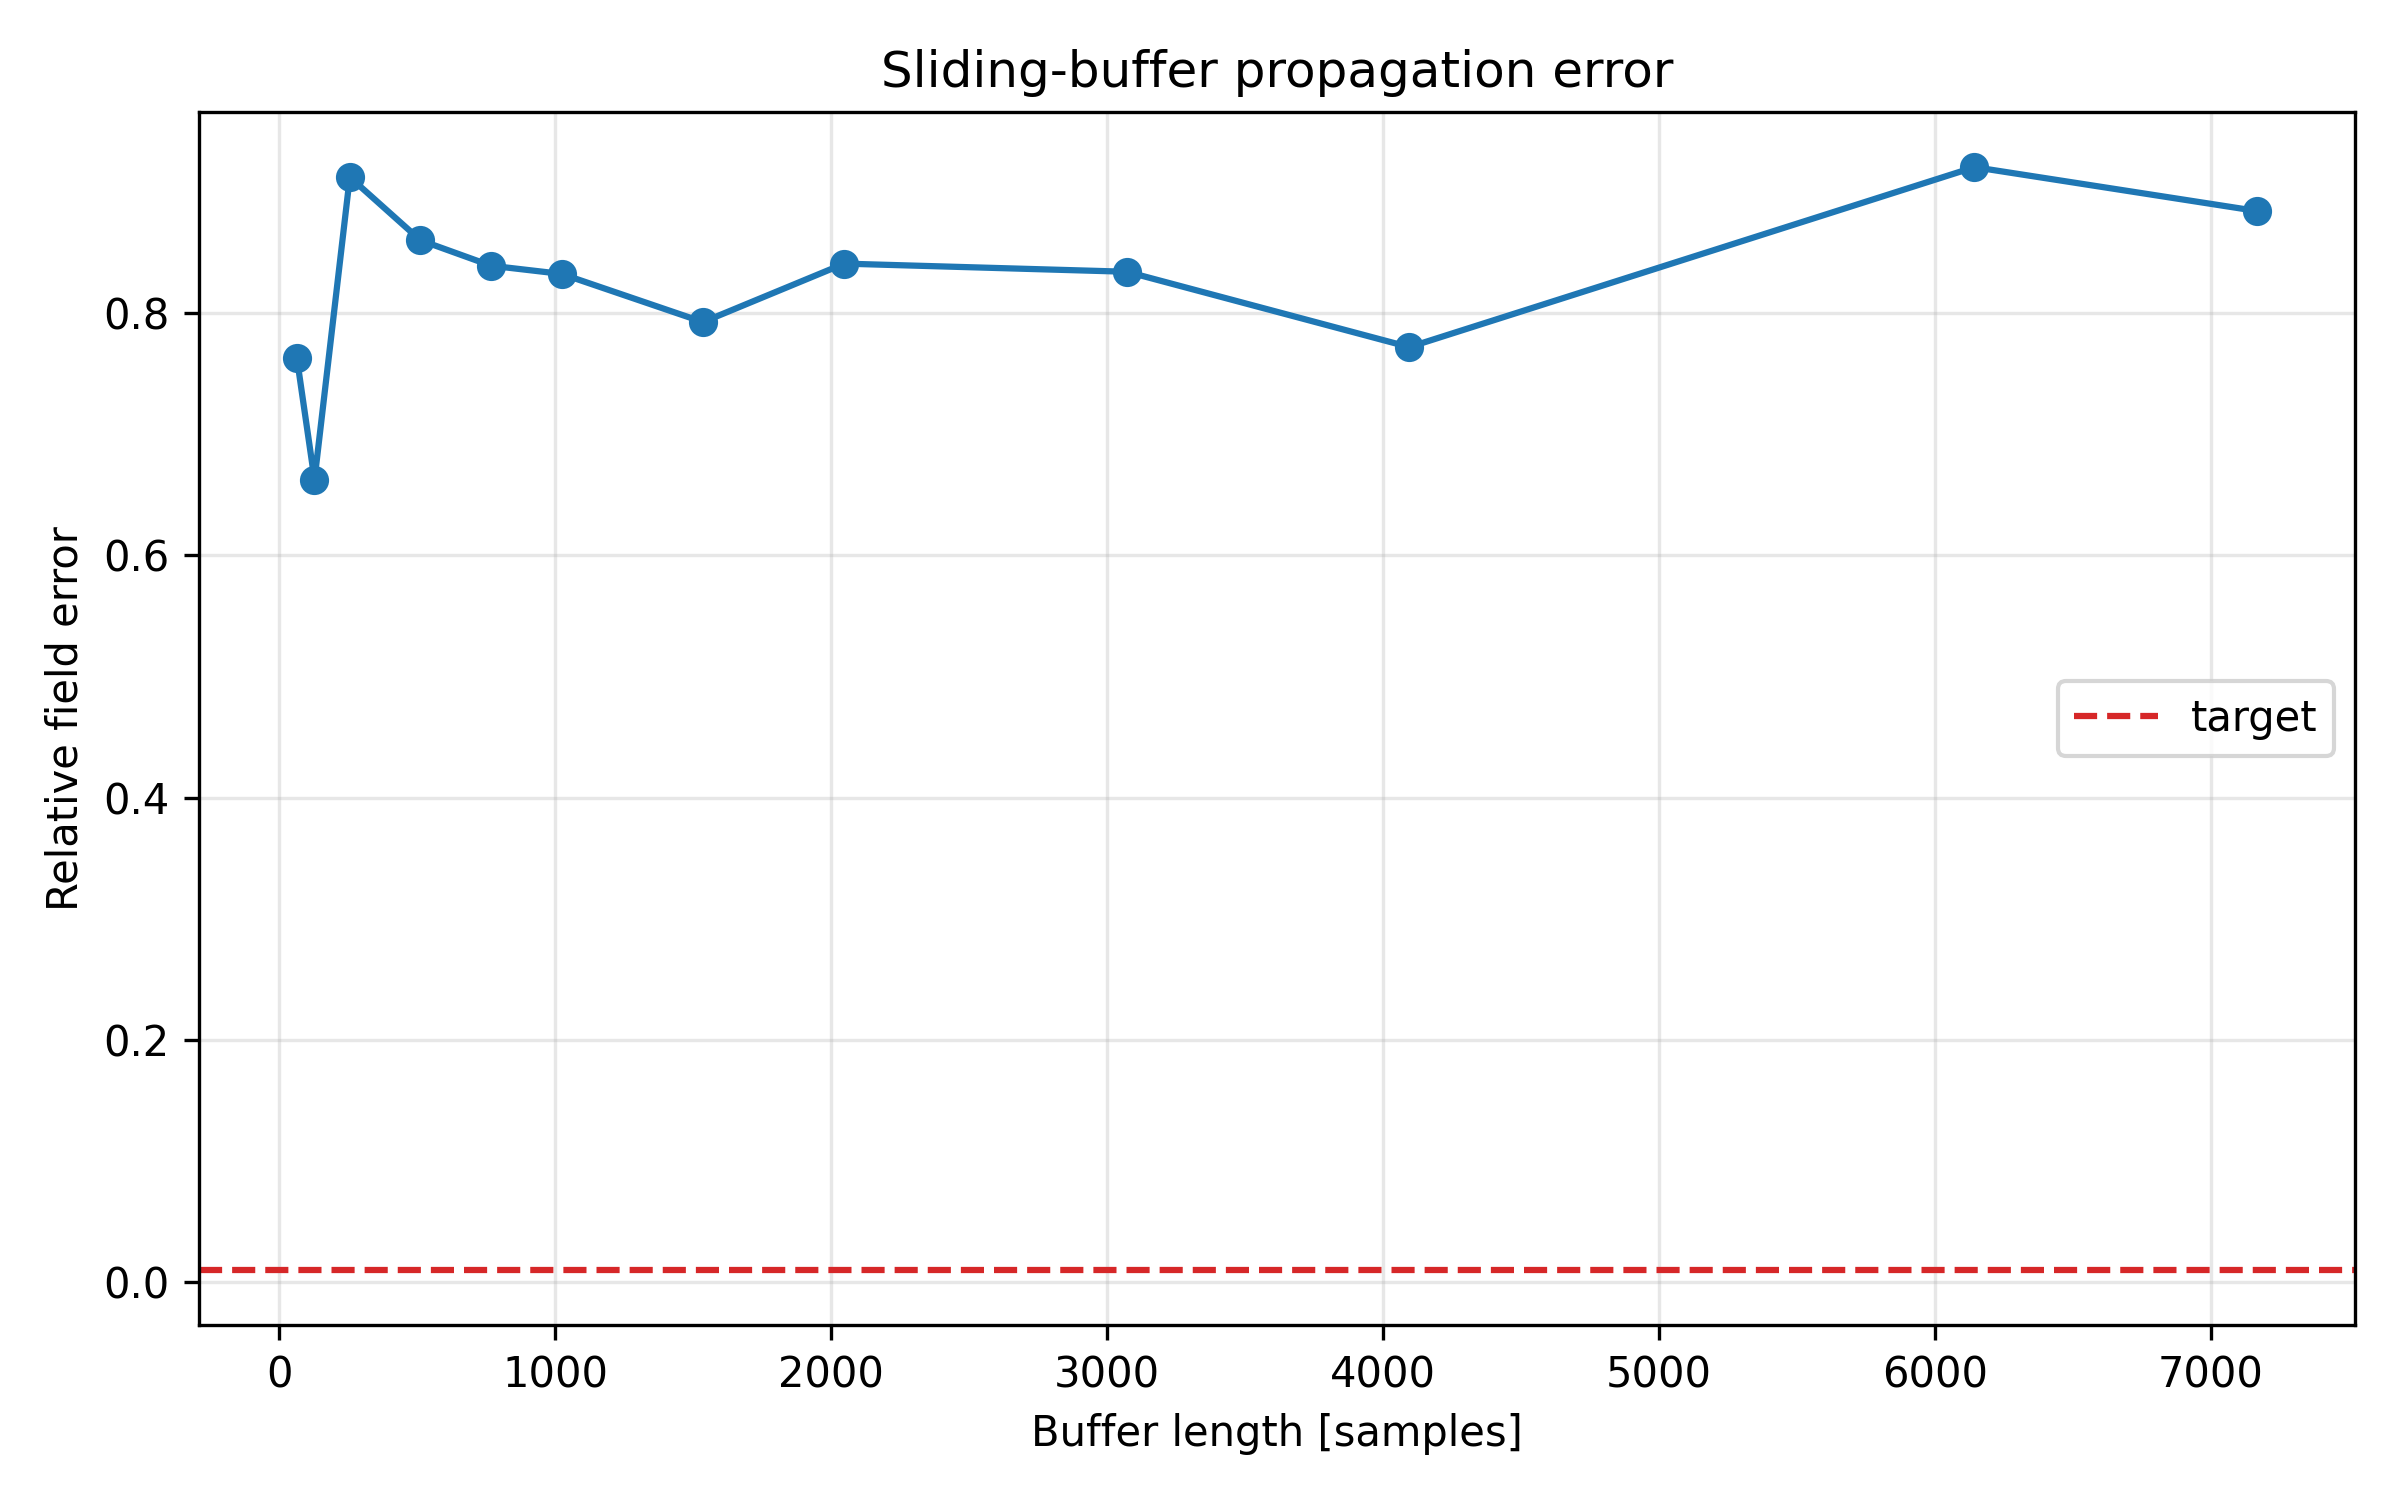 Sliding-buffer propagation error
Relative field error
0.8
0.6
0.4
0.2
0.0
target
0 1000 2000 3000 4000 5000 6000 7000
Buffer length [samples]